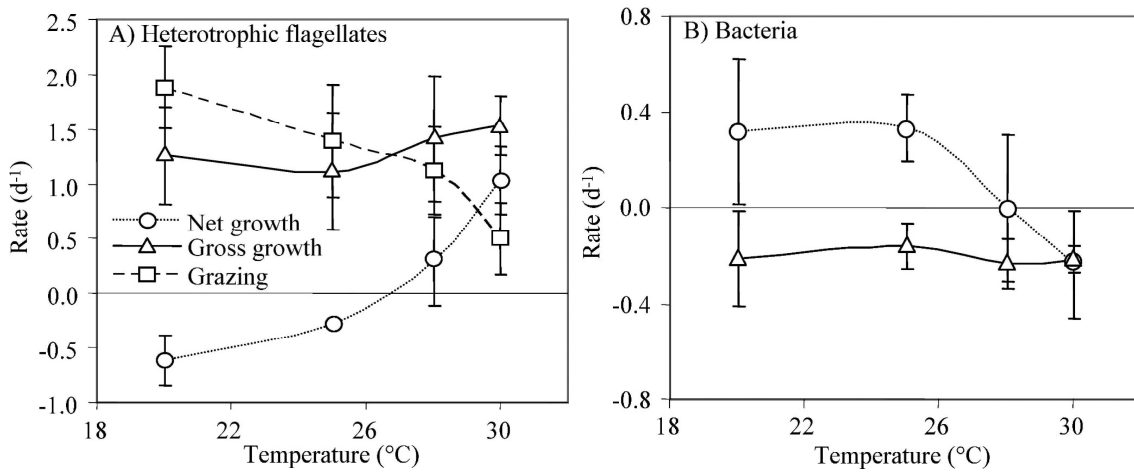 A) Heterotrophic flagellates
2.5
2.0
1.5
1.0
0.5
0.0
-0.5
-1.0
Rate (d-1)
Net growth
Gross growth
Grazing
18
22
26
30
Temperature (°C)
B) Bacteria
0.8
0.4
0.0
-0.4
-0.8
Rate (d-1)
18
22
26
30
Temperature (°C)